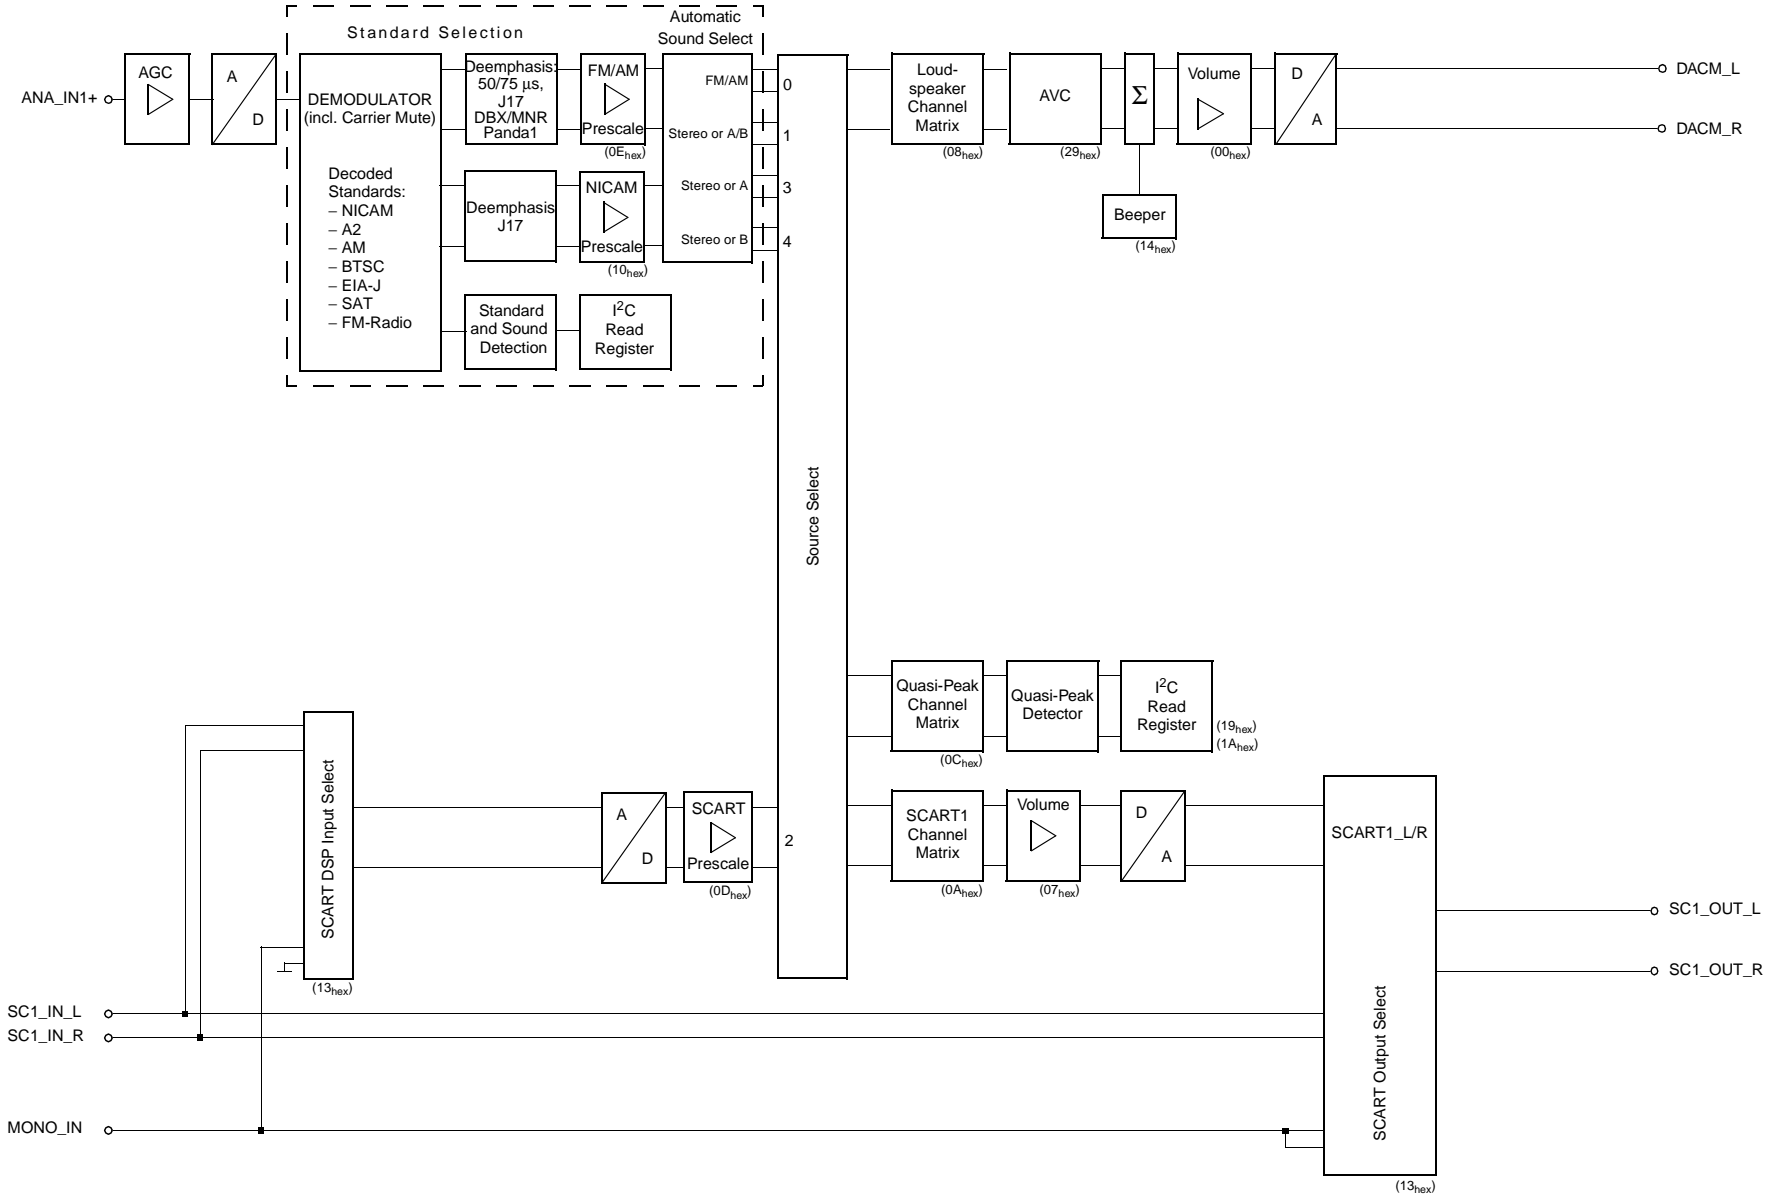 Standard Selection
Automatic
Sound Select
ANA_IN1+
AGC
A
D
DEMODULATOR
(incl. Carrier Mute)
Decoded
Standards:
– NICAM
– A2
– AM
– BTSC
– EIA-J
– SAT
– FM-Radio
Deemphasis:
50/75 µs,
J17
DBX/MNR
Panda1
FM/AM
Prescale
(0Ehex)
Deemphasis
J17
NICAM
Prescale
(10hex)
Standard
and Sound
Detection
I2C
Read
Register
FM/AM
Stereo or A/B
Stereo or A
Stereo or B
0
1
3
4
Source Select
2
Loud-
speaker
Channel
Matrix
(08hex)
AVC
(29hex)
Σ
Beeper
(14hex)
Volume
(00hex)
D
A
DACM_L
DACM_R
Quasi-Peak
Channel
Matrix
(0Chex)
Quasi-Peak
Detector
I2C
Read
Register
(19hex)
(1Ahex)
SCART DSP Input Select
(13hex)
A
D
SCART
Prescale
(0Dhex)
SCART1
Channel
Matrix
(0Ahex)
Volume
(07hex)
D
A
SCART1_L/R
SCART Output Select
(13hex)
SC1_OUT_L
SC1_OUT_R
SC1_IN_L
SC1_IN_R
MONO_IN